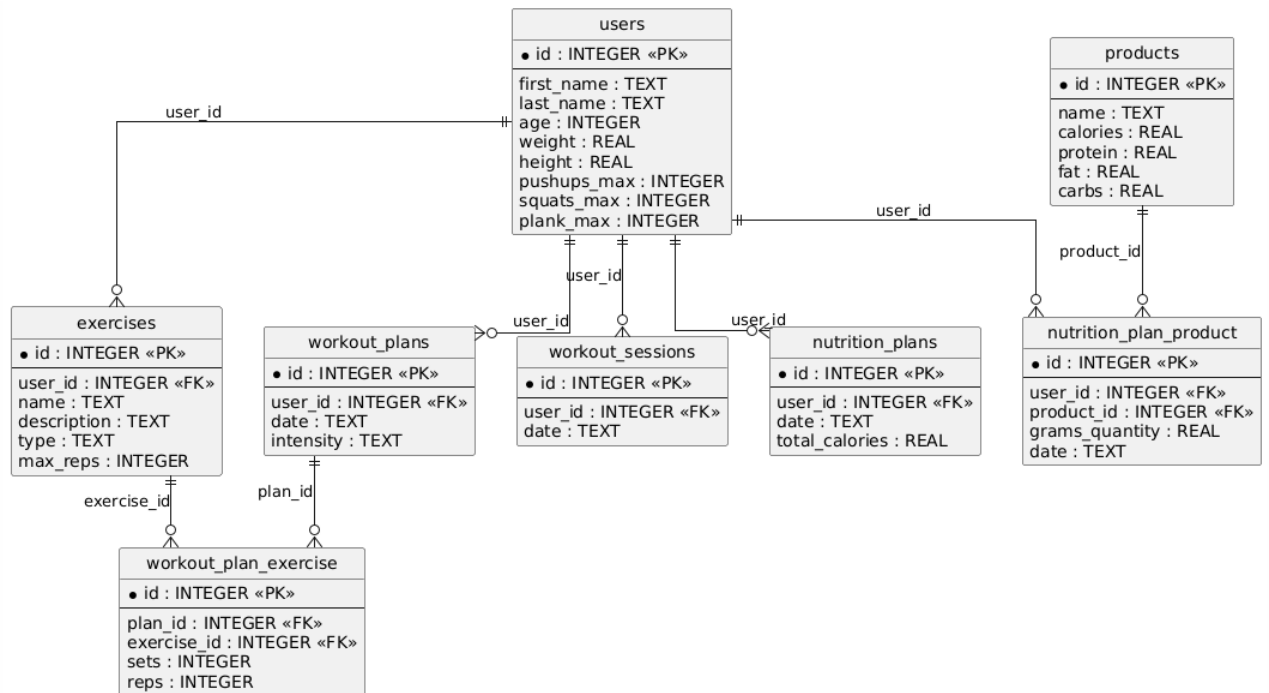 users
* id : INTEGER «PK»
first_name : TEXT
last_name : TEXT
age : INTEGER
weight : REAL
height : REAL
pushups_max : INTEGER
squats_max : INTEGER
plank_max : INTEGER
products
* id : INTEGER «PK»
name : TEXT
calories : REAL
protein : REAL
fat : REAL
carbs : REAL
user_id
user_id
user_id
product_id
user_id
user_id
exercises
* id : INTEGER «PK»
user_id : INTEGER «FK»
name : TEXT
description : TEXT
type : TEXT
max_reps : INTEGER
workout_plans
* id : INTEGER «PK»
user_id : INTEGER «FK»
date : TEXT
intensity : TEXT
workout_sessions
* id : INTEGER «PK»
user_id : INTEGER «FK»
date : TEXT
nutrition_plans
* id : INTEGER «PK»
user_id : INTEGER «FK»
date : TEXT
total_calories : REAL
nutrition_plan_product
* id : INTEGER «PK»
user_id : INTEGER «FK»
product_id : INTEGER «FK»
grams_quantity : REAL
date : TEXT
exercise_id
plan_id
workout_plan_exercise
* id : INTEGER «PK»
plan_id : INTEGER «FK»
exercise_id : INTEGER «FK»
sets : INTEGER
reps : INTEGER